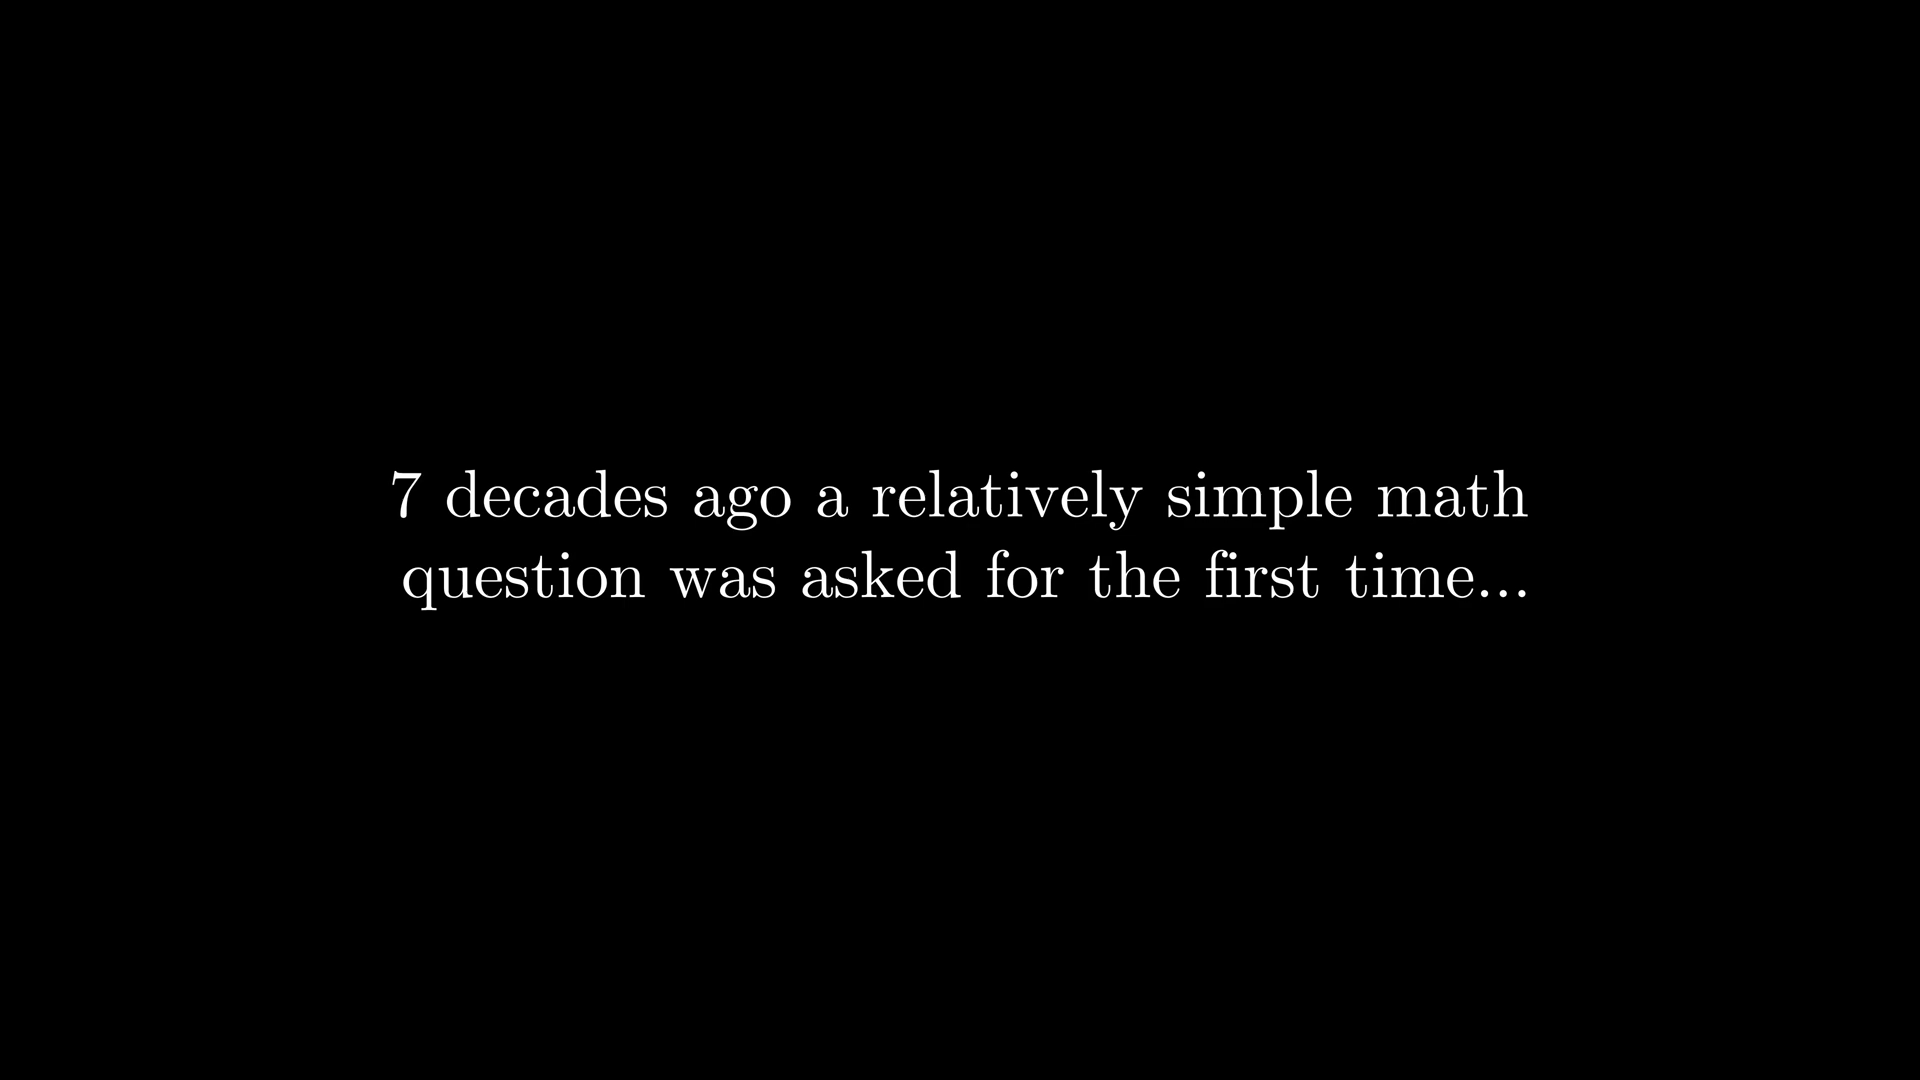 7 decades ago a relatively simple math
question was asked for the first time...